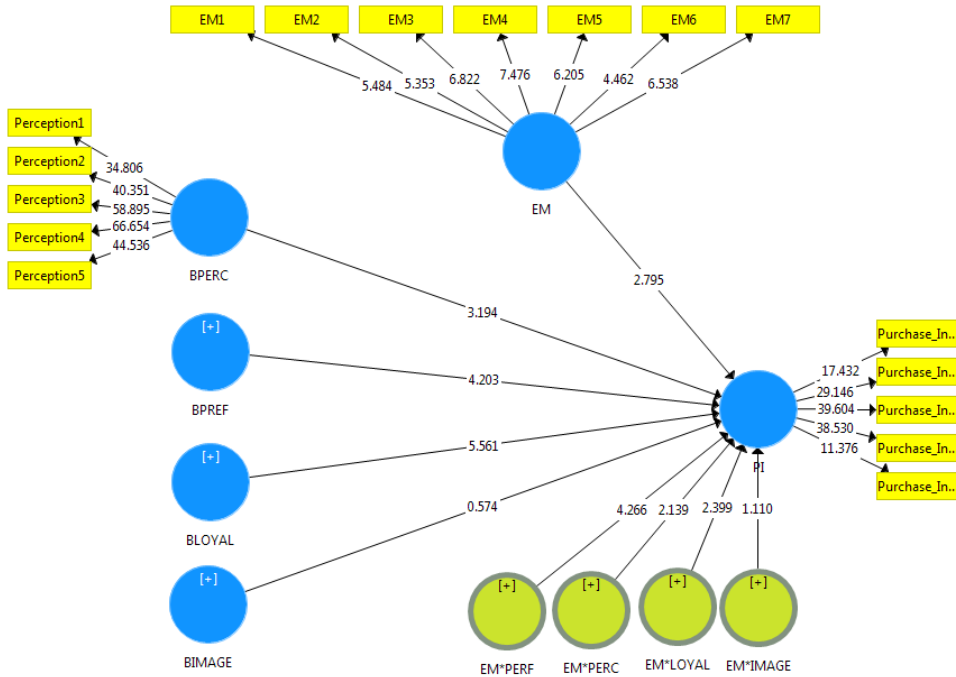 EM1 EM2 EM3 EM4 EM5 EM6 EM7
5.484 5.353 6.822 7.476 6.205 4.462 6.538
EM
Perception1
Perception2
Perception3
Perception4
Perception5
34.806
40.351
58.895
66.654
44.536
BPERC
2.795
3.194
[+]
BPREF
4.203
[+]
BLOYAL
5.561
[+]
BIMAGE
0.574
PI
17.432
29.146
39.604
38.530
11.376
Purchase_In..
Purchase_In..
Purchase_In..
Purchase_In..
Purchase_In..
4.266 2.139 2.399 1.110
[+] [+] [+] [+]
EM*PERF EM*PERC EM*LOYAL EM*IMAGE